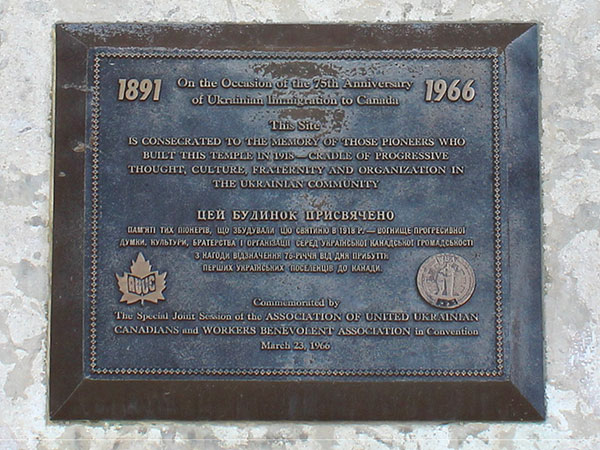 1891 On the Occasion of the 75th Anniversary 1966
of Ukrainian Immigration to Canada
This Site
IS CONSECRATED TO THE MEMORY OF THOSE PIONEERS WHO
BUILT THIS TEMPLE IN 1918—CRADLE OF PROGRESSIVE
THOUGHT, CULTURE, FRATERNITY AND ORGANIZATION IN
THE UKRAINIAN COMMUNITY
ЦЕЙ БУДИНОК ПРИСВЯЧЕНО
ПАМ'ЯТІ ТИХ ПІОНЕРІВ, ЩО ЗБУДУВАЛИ ЦЮ СВЯТИНЮ В 1918 Р.—ВОГНИЩЕ ПРОГРЕСИВНОЇ
ДУМКИ, КУЛЬТУРИ, БРАТЕРСТВА І ОРГАНІЗАЦІЇ СЕРЕД УКРАЇНСЬКОЇ КАНАДСЬКОЇ ГРОМАДСЬКОСТІ
З НАГОДИ ВІДЗНАЧЕННЯ 75-РІЧЧЯ ВІД ДНЯ ПРИБУТТЯ
ПЕРШИХ УКРАЇНСЬКИХ ПОСЕЛЕНЦІВ ДО КАНАДИ.
AUUC
Commemorated by
The Special Joint Session of the ASSOCIATION OF UNITED UKRAINIAN
CANADIANS and WORKERS BENEVOLENT ASSOCIATION in Convention
March 23, 1966